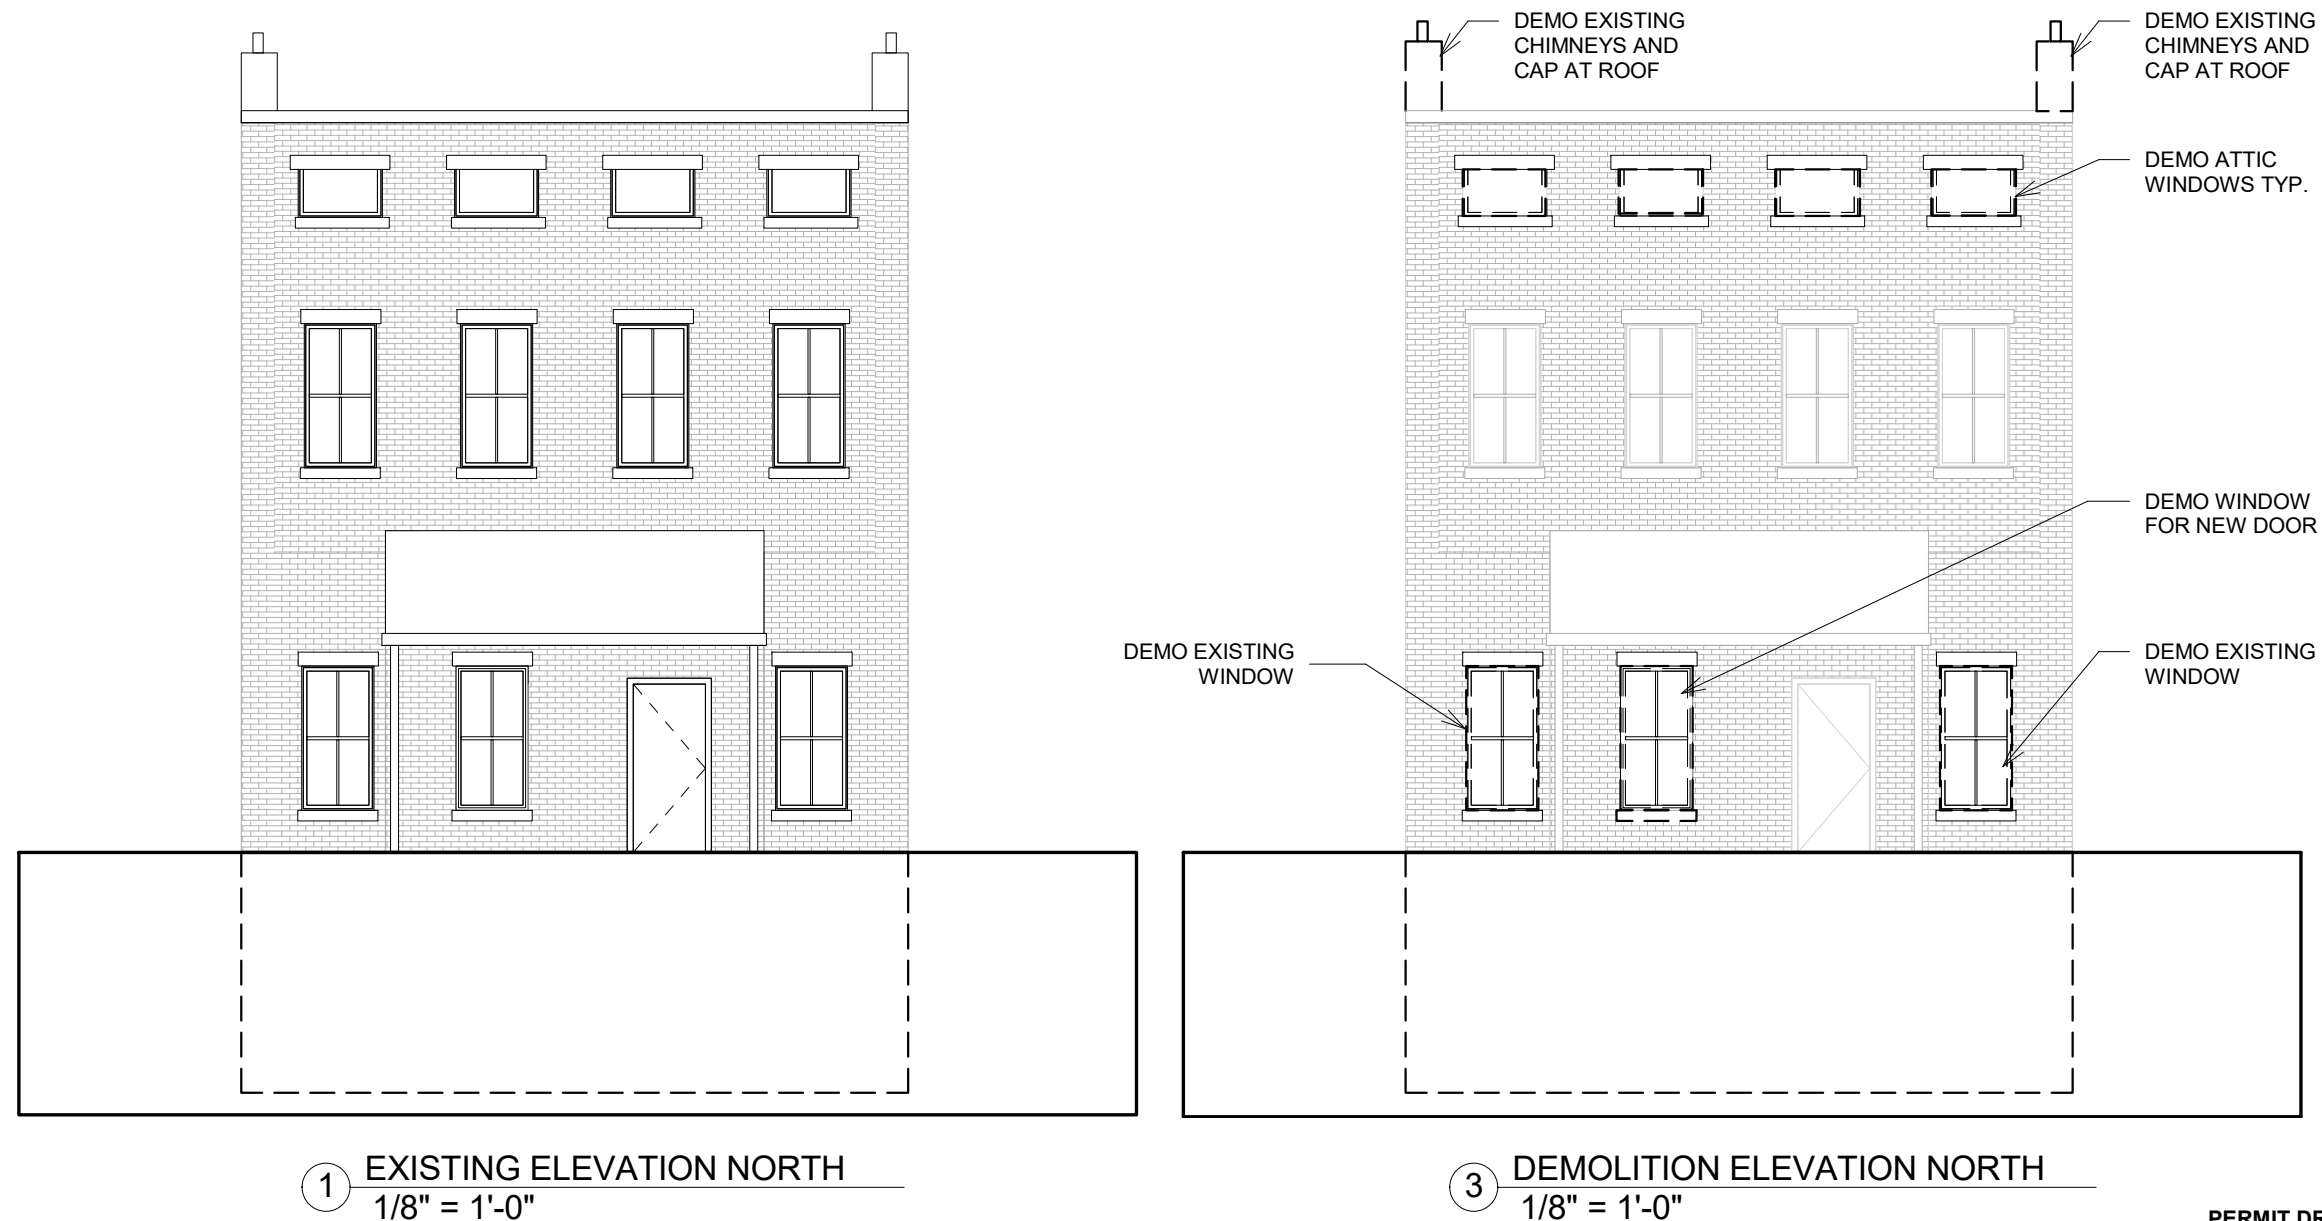 DEMO EXISTING
CHIMNEYS AND
CAP AT ROOF
DEMO EXISTING
CHIMNEYS AND
CAP AT ROOF
DEMO ATTIC
WINDOWS TYP.
DEMO WINDOW
FOR NEW DOOR
DEMO EXISTING
WINDOW
DEMO EXISTING
WINDOW
1 EXISTING ELEVATION NORTH
1/8" = 1'-0"
3 DEMOLITION ELEVATION NORTH
1/8" = 1'-0"
PERMIT DR